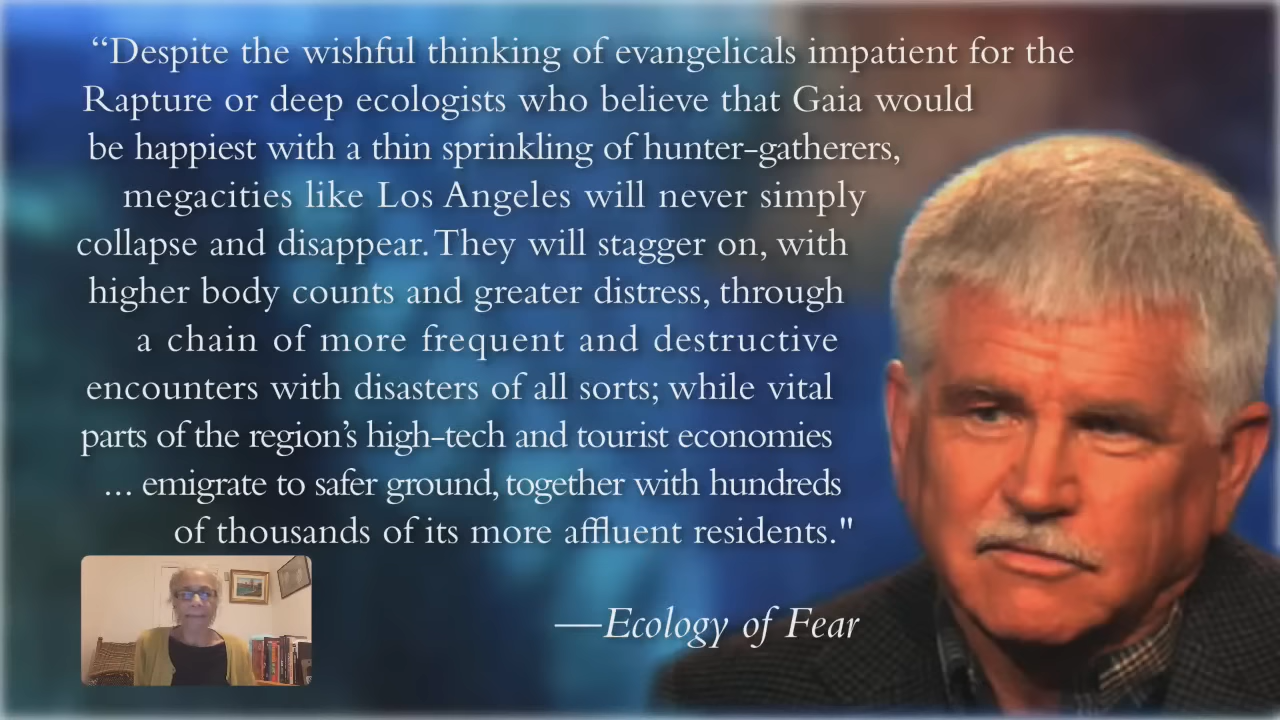 “Despite the wishful thinking of evangelicals impatient for the
Rapture or deep ecologists who believe that Gaia would
be happiest with a thin sprinkling of hunter-gatherers,
megacities like Los Angeles will never simply
collapse and disappear. They will stagger on, with
higher body counts and greater distress, through
a chain of more frequent and destructive
encounters with disasters of all sorts; while vital
parts of the region’s high-tech and tourist economies
... emigrate to safer ground, together with hundreds
of thousands of its more affluent residents."
—Ecology of Fear